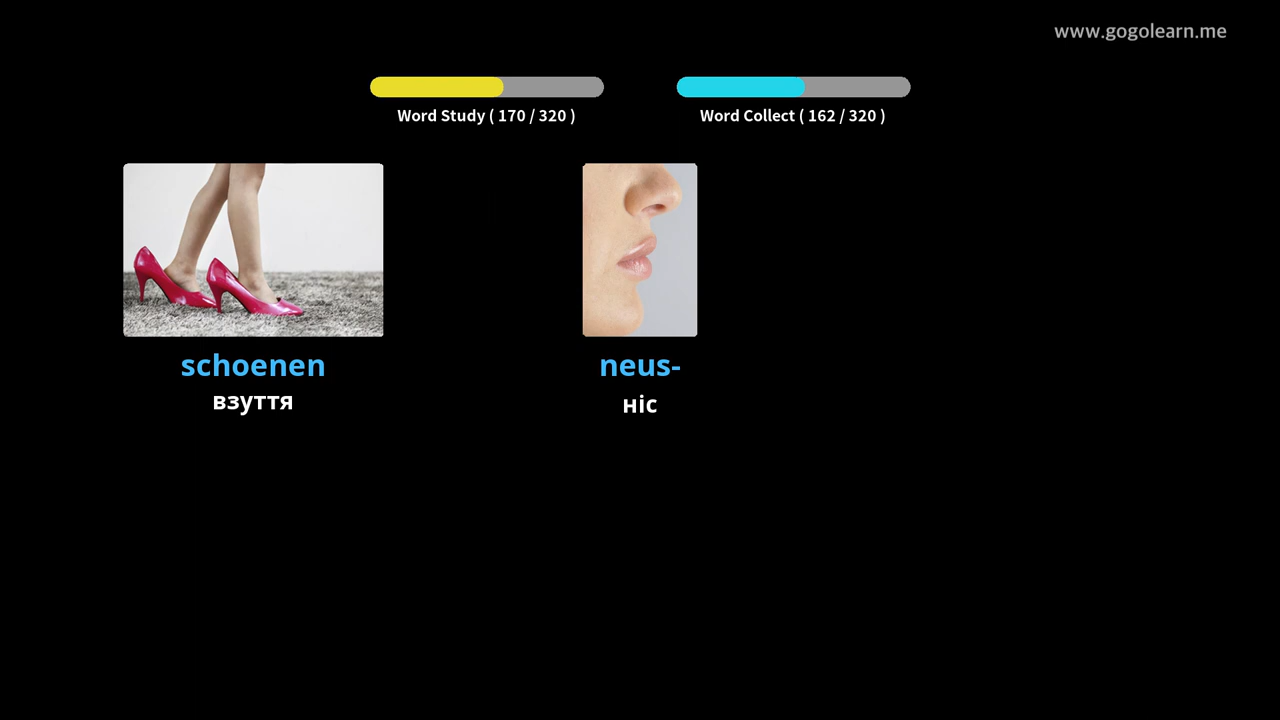 www.gogolearn.me
Word Study ( 170 / 320 )
Word Collect ( 162 / 320 )
schoenen
взуття
neus-
ніс